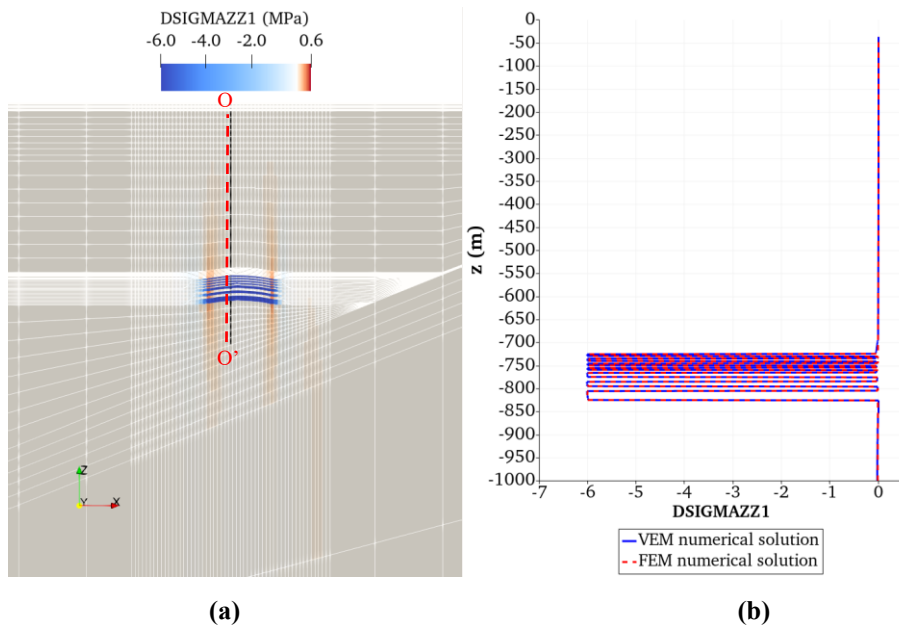 DSIGMAZZ1 (MPa)
-6.0 -4.0 -2.0 0.6
O
O’
Z
Y X
(a)
0
-50
-100
-150
-200
-250
-300
-350
-400
-450
-500
-550
-600
-650
-700
-750
-800
-850
-900
-950
-1000
z (m)
-7 -6 -5 -4 -3 -2 -1 0
DSIGMAZZ1
VEM numerical solution
FEM numerical solution
(b)